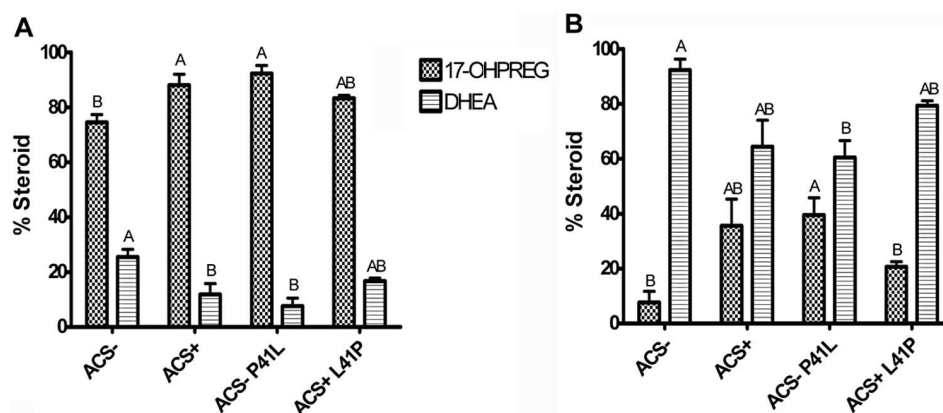 A
% Steroid
100
80
60
40
20
0
B A A AB
A B B AB
ACS- ACS+ ACS- P41L ACS+ L41P
17-OHPREG
DHEA
B
% Steroid
100
80
60
40
20
0
A AB B AB
B AB A B
ACS- ACS+ ACS- P41L ACS+ L41P